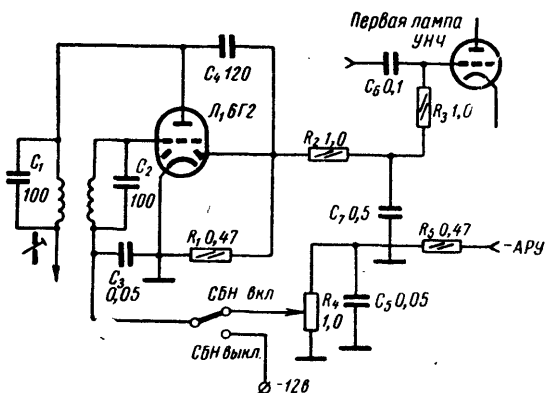 Первая лампа
УНЧ
C₄ 120
C₆ 0,1
Л₁ 6Г2
R₃ 1,0
R₂ 1,0
C₁
100
C₂
100
C₇ 0,5
R₅ 0,47
R₁ 0,47
-АРУ
C₃
0,05
СБН вкл
R₄
1,0
C₅ 0,05
СБН выкл.
-12в